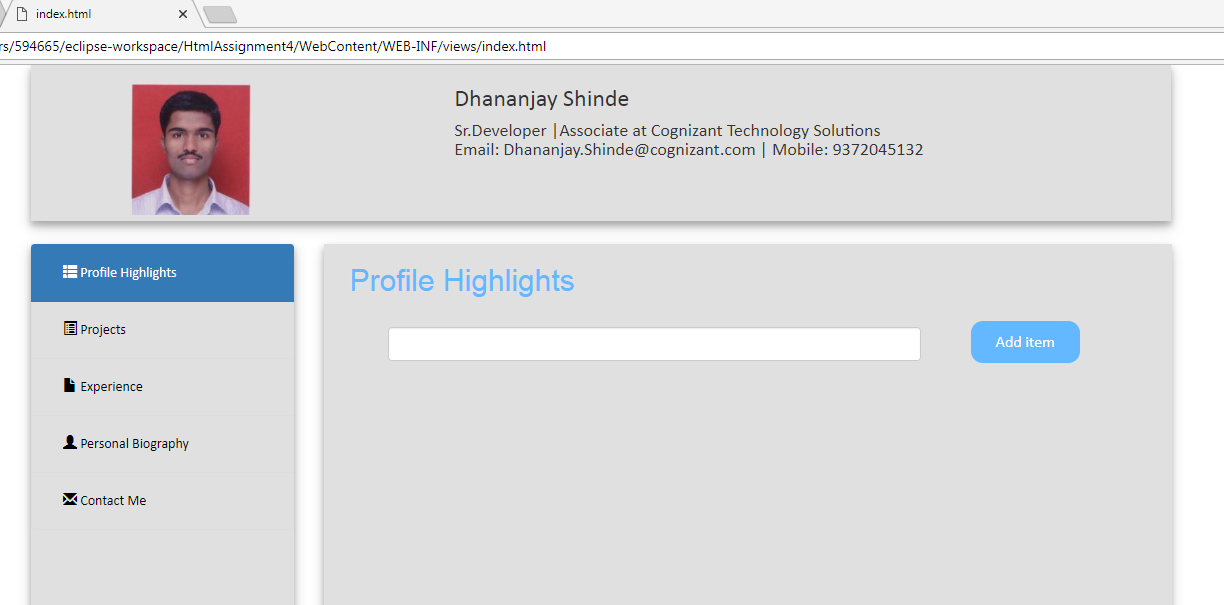 index.html
rs/594665/eclipse-workspace/HtmlAssignment4/WebContent/WEB-INF/views/index.html
Dhananjay Shinde
Sr.Developer |Associate at Cognizant Technology Solutions
Email: Dhananjay.Shinde@cognizant.com | Mobile: 9372045132
Profile Highlights
Projects
Experience
Personal Biography
Contact Me
Profile Highlights
Add item